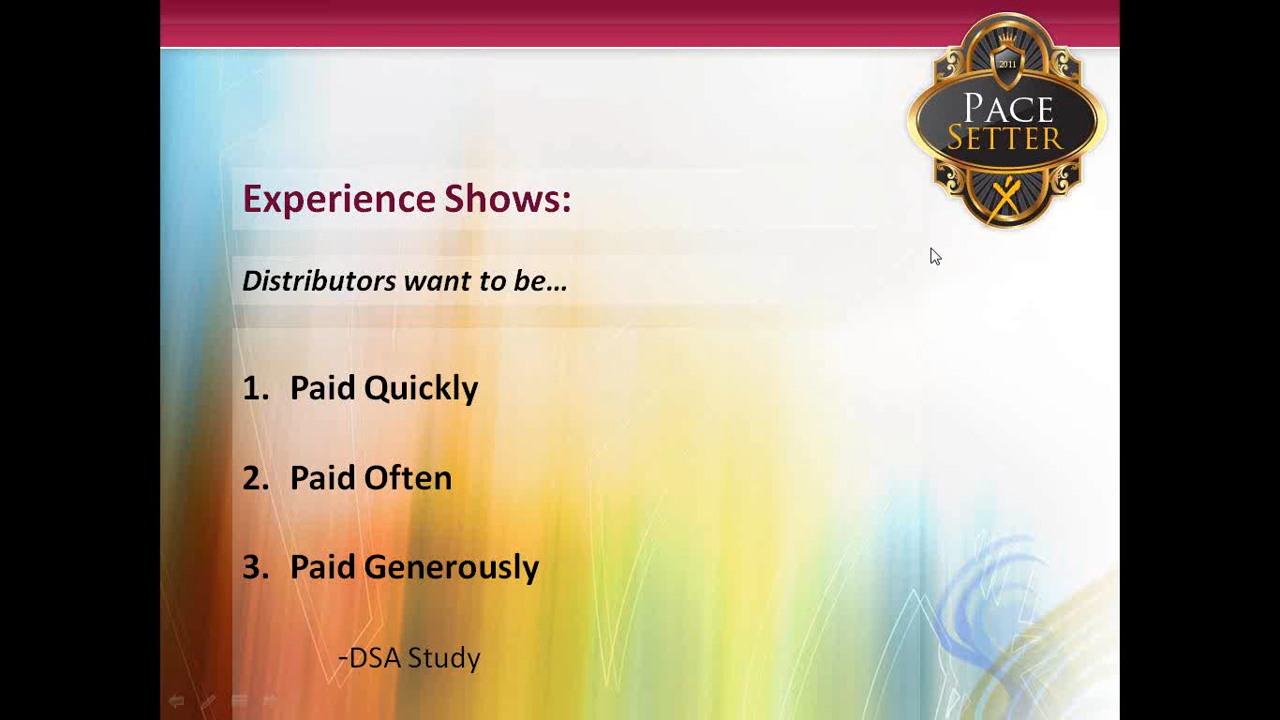 2011
PACE
SETTER
Experience Shows:
Distributors want to be...
1. Paid Quickly
2. Paid Often
3. Paid Generously
-DSA Study